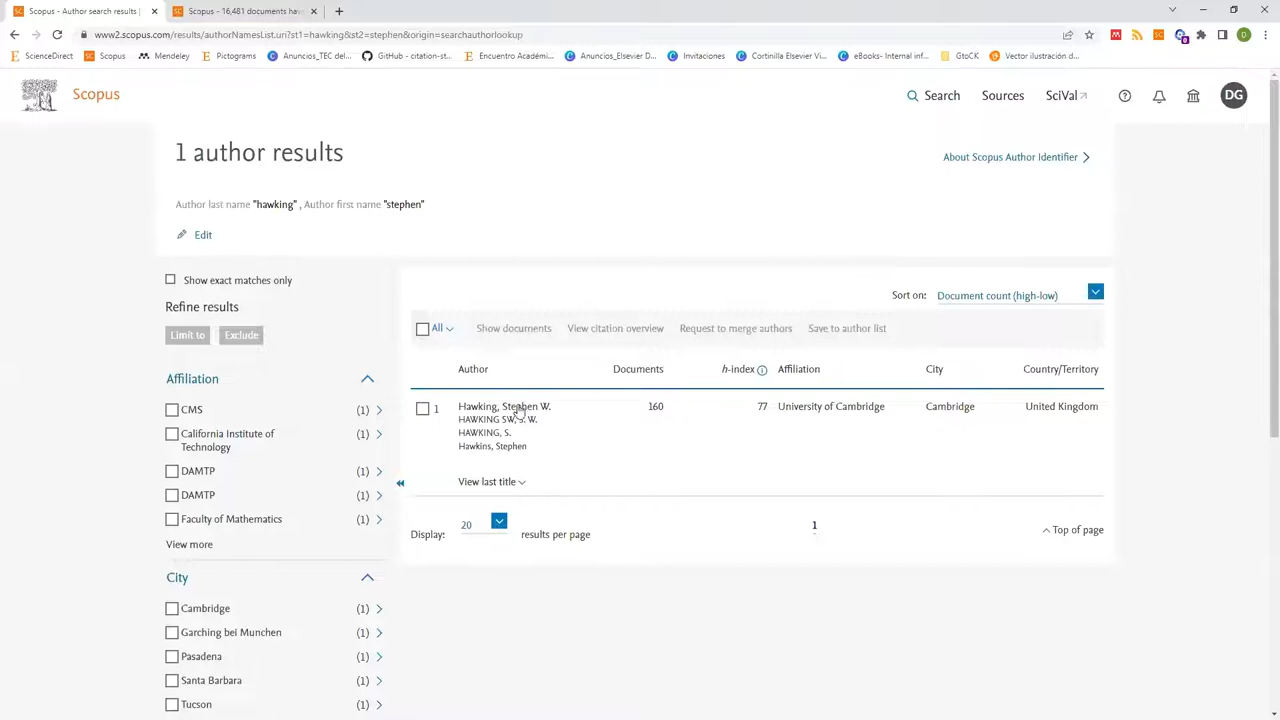 Scopus - Author search results |
Scopus - 16,481 documents hav
www2.scopus.com/results/authorNamesList.uri?st1=hawking&st2=stephen&origin=searchauthorlookup
ScienceDirect
Scopus
Mendeley
Pictograms
Anuncios_TEC del...
GitHub - citation-st...
Encuentro Académi...
Anuncios_Elsevier D...
Invitaciones
Cortinilla Elsevier Vi...
eBooks- Internal inf...
GtoCK
Vector ilustración d...
Scopus
Search
Sources
SciVal
DG
1 author results
About Scopus Author Identifier
Author last name "hawking" , Author first name "stephen"
Edit
Show exact matches only
Refine results
Limit to
Exclude
Affiliation
CMS (1)
California Institute of (1)
Technology
DAMTP (1)
DAMTP (1)
Faculty of Mathematics (1)
View more
City
Cambridge (1)
Garching bei Munchen (1)
Pasadena (1)
Santa Barbara (1)
Tucson (1)
Sort on: Document count (high-low)
All Show documents View citation overview Request to merge authors Save to author list
Author Documents h-index Affiliation City Country/Territory
1 Hawking, Stephen W. 160 77 University of Cambridge Cambridge United Kingdom
HAWKING SW, S. W.
HAWKING, S.
Hawkins, Stephen
View last title
Display: 20 results per page
1
Top of page